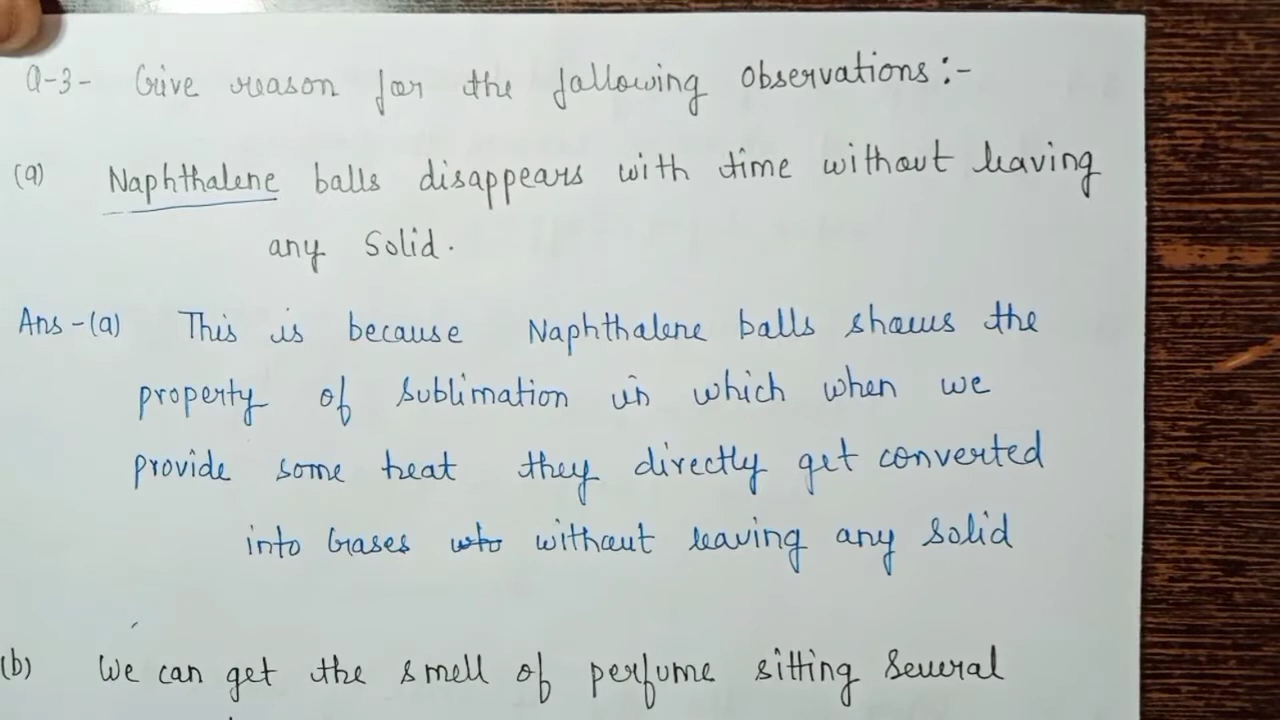 Q-3- Give reason for the following observations:-
(a) Naphthalene balls disappears with time without leaving
any solid.
Ans-(a) This is because Naphthalene balls shows the
property of sublimation in which when we
provide some heat they directly get converted
into Gases without leaving any solid
(b) We can get the smell of perfume sitting several